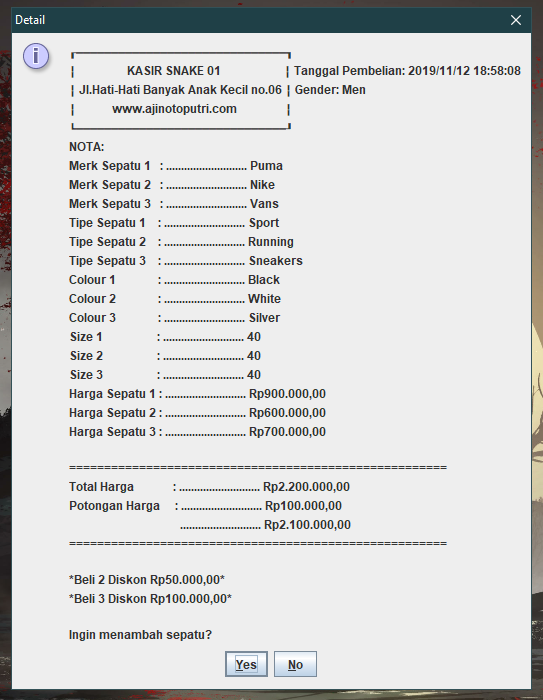 Detail
KASIR SNAKE 01 | Tanggal Pembelian: 2019/11/12 18:58:08
Jl.Hati-Hati Banyak Anak Kecil no.06 | Gender: Men
www.ajinotoputri.com
NOTA:
Merk Sepatu 1 : ........................... Puma
Merk Sepatu 2 : ........................... Nike
Merk Sepatu 3 : ........................... Vans
Tipe Sepatu 1 : ........................... Sport
Tipe Sepatu 2 : ........................... Running
Tipe Sepatu 3 : ........................... Sneakers
Colour 1 : ........................... Black
Colour 2 : ........................... White
Colour 3 : ........................... Silver
Size 1 : ........................... 40
Size 2 : ........................... 40
Size 3 : ........................... 40
Harga Sepatu 1 : ........................... Rp900.000,00
Harga Sepatu 2 : ........................... Rp600.000,00
Harga Sepatu 3 : ........................... Rp700.000,00
======================================================
Total Harga : ........................... Rp2.200.000,00
Potongan Harga : ........................... Rp100.000,00
........................... Rp2.100.000,00
======================================================
*Beli 2 Diskon Rp50.000,00*
*Beli 3 Diskon Rp100.000,00*
Ingin menambah sepatu?
Yes No